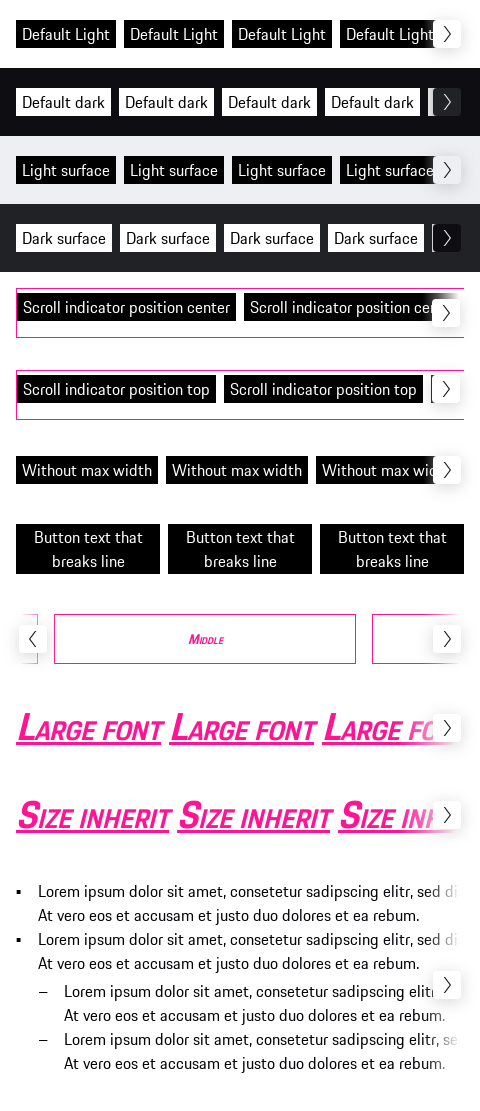 Default Light Default Light Default Light Default Light
Default dark Default dark Default dark Default dark
Light surface Light surface Light surface Light surface
Dark surface Dark surface Dark surface Dark surface
Scroll indicator position center Scroll indicator position
Scroll indicator position top Scroll indicator position top
Without max width Without max width Without max
Button text that Button text that Button text that
breaks line breaks line breaks line
Middle
Large font Large font Large
Size inherit Size inherit Size
▪ Lorem ipsum dolor sit amet, consetetur sadipscing elitr, sed
At vero eos et accusam et justo duo dolores et ea rebum.
▪ Lorem ipsum dolor sit amet, consetetur sadipscing elitr, sed
At vero eos et accusam et justo duo dolores et ea rebum.
– Lorem ipsum dolor sit amet, consetetur sadipscing elitr
At vero eos et accusam et justo duo dolores et ea rebum.
– Lorem ipsum dolor sit amet, consetetur sadipscing elitr,
At vero eos et accusam et justo duo dolores et ea rebum.